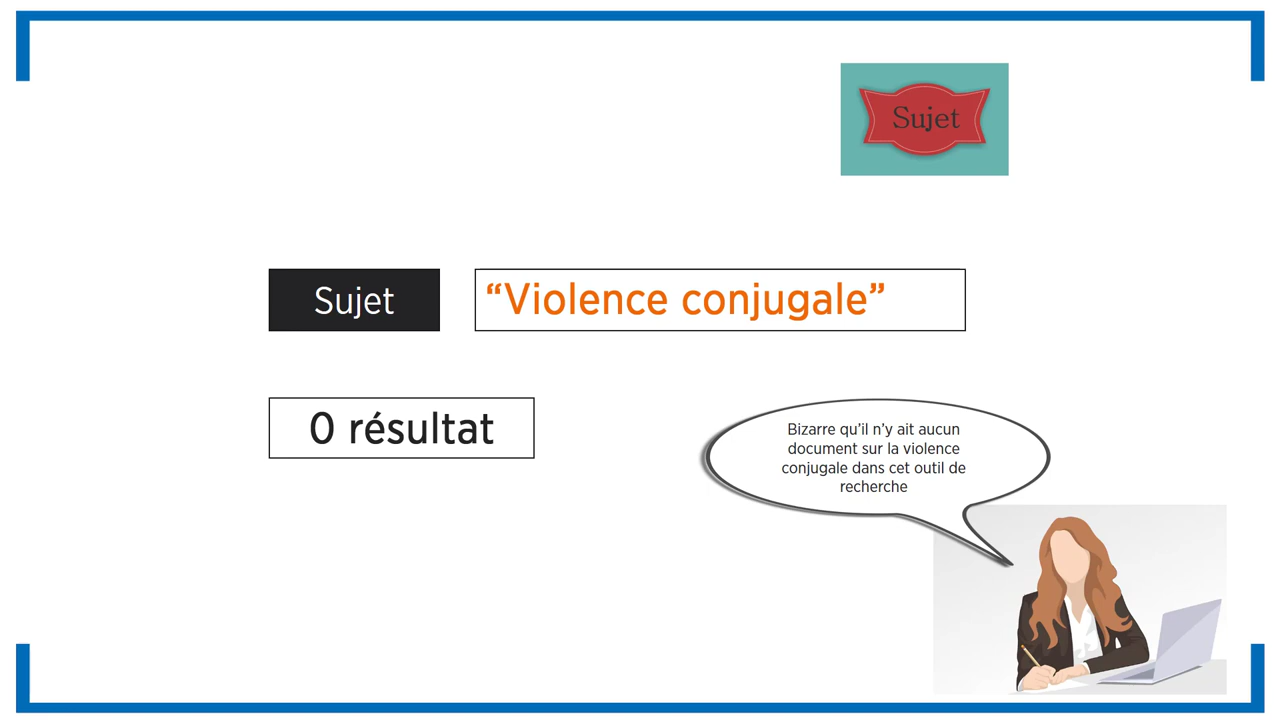 Sujet
Sujet
“Violence conjugale”
0 résultat
Bizarre qu’il n’y ait aucun
document sur la violence
conjugale dans cet outil de
recherche